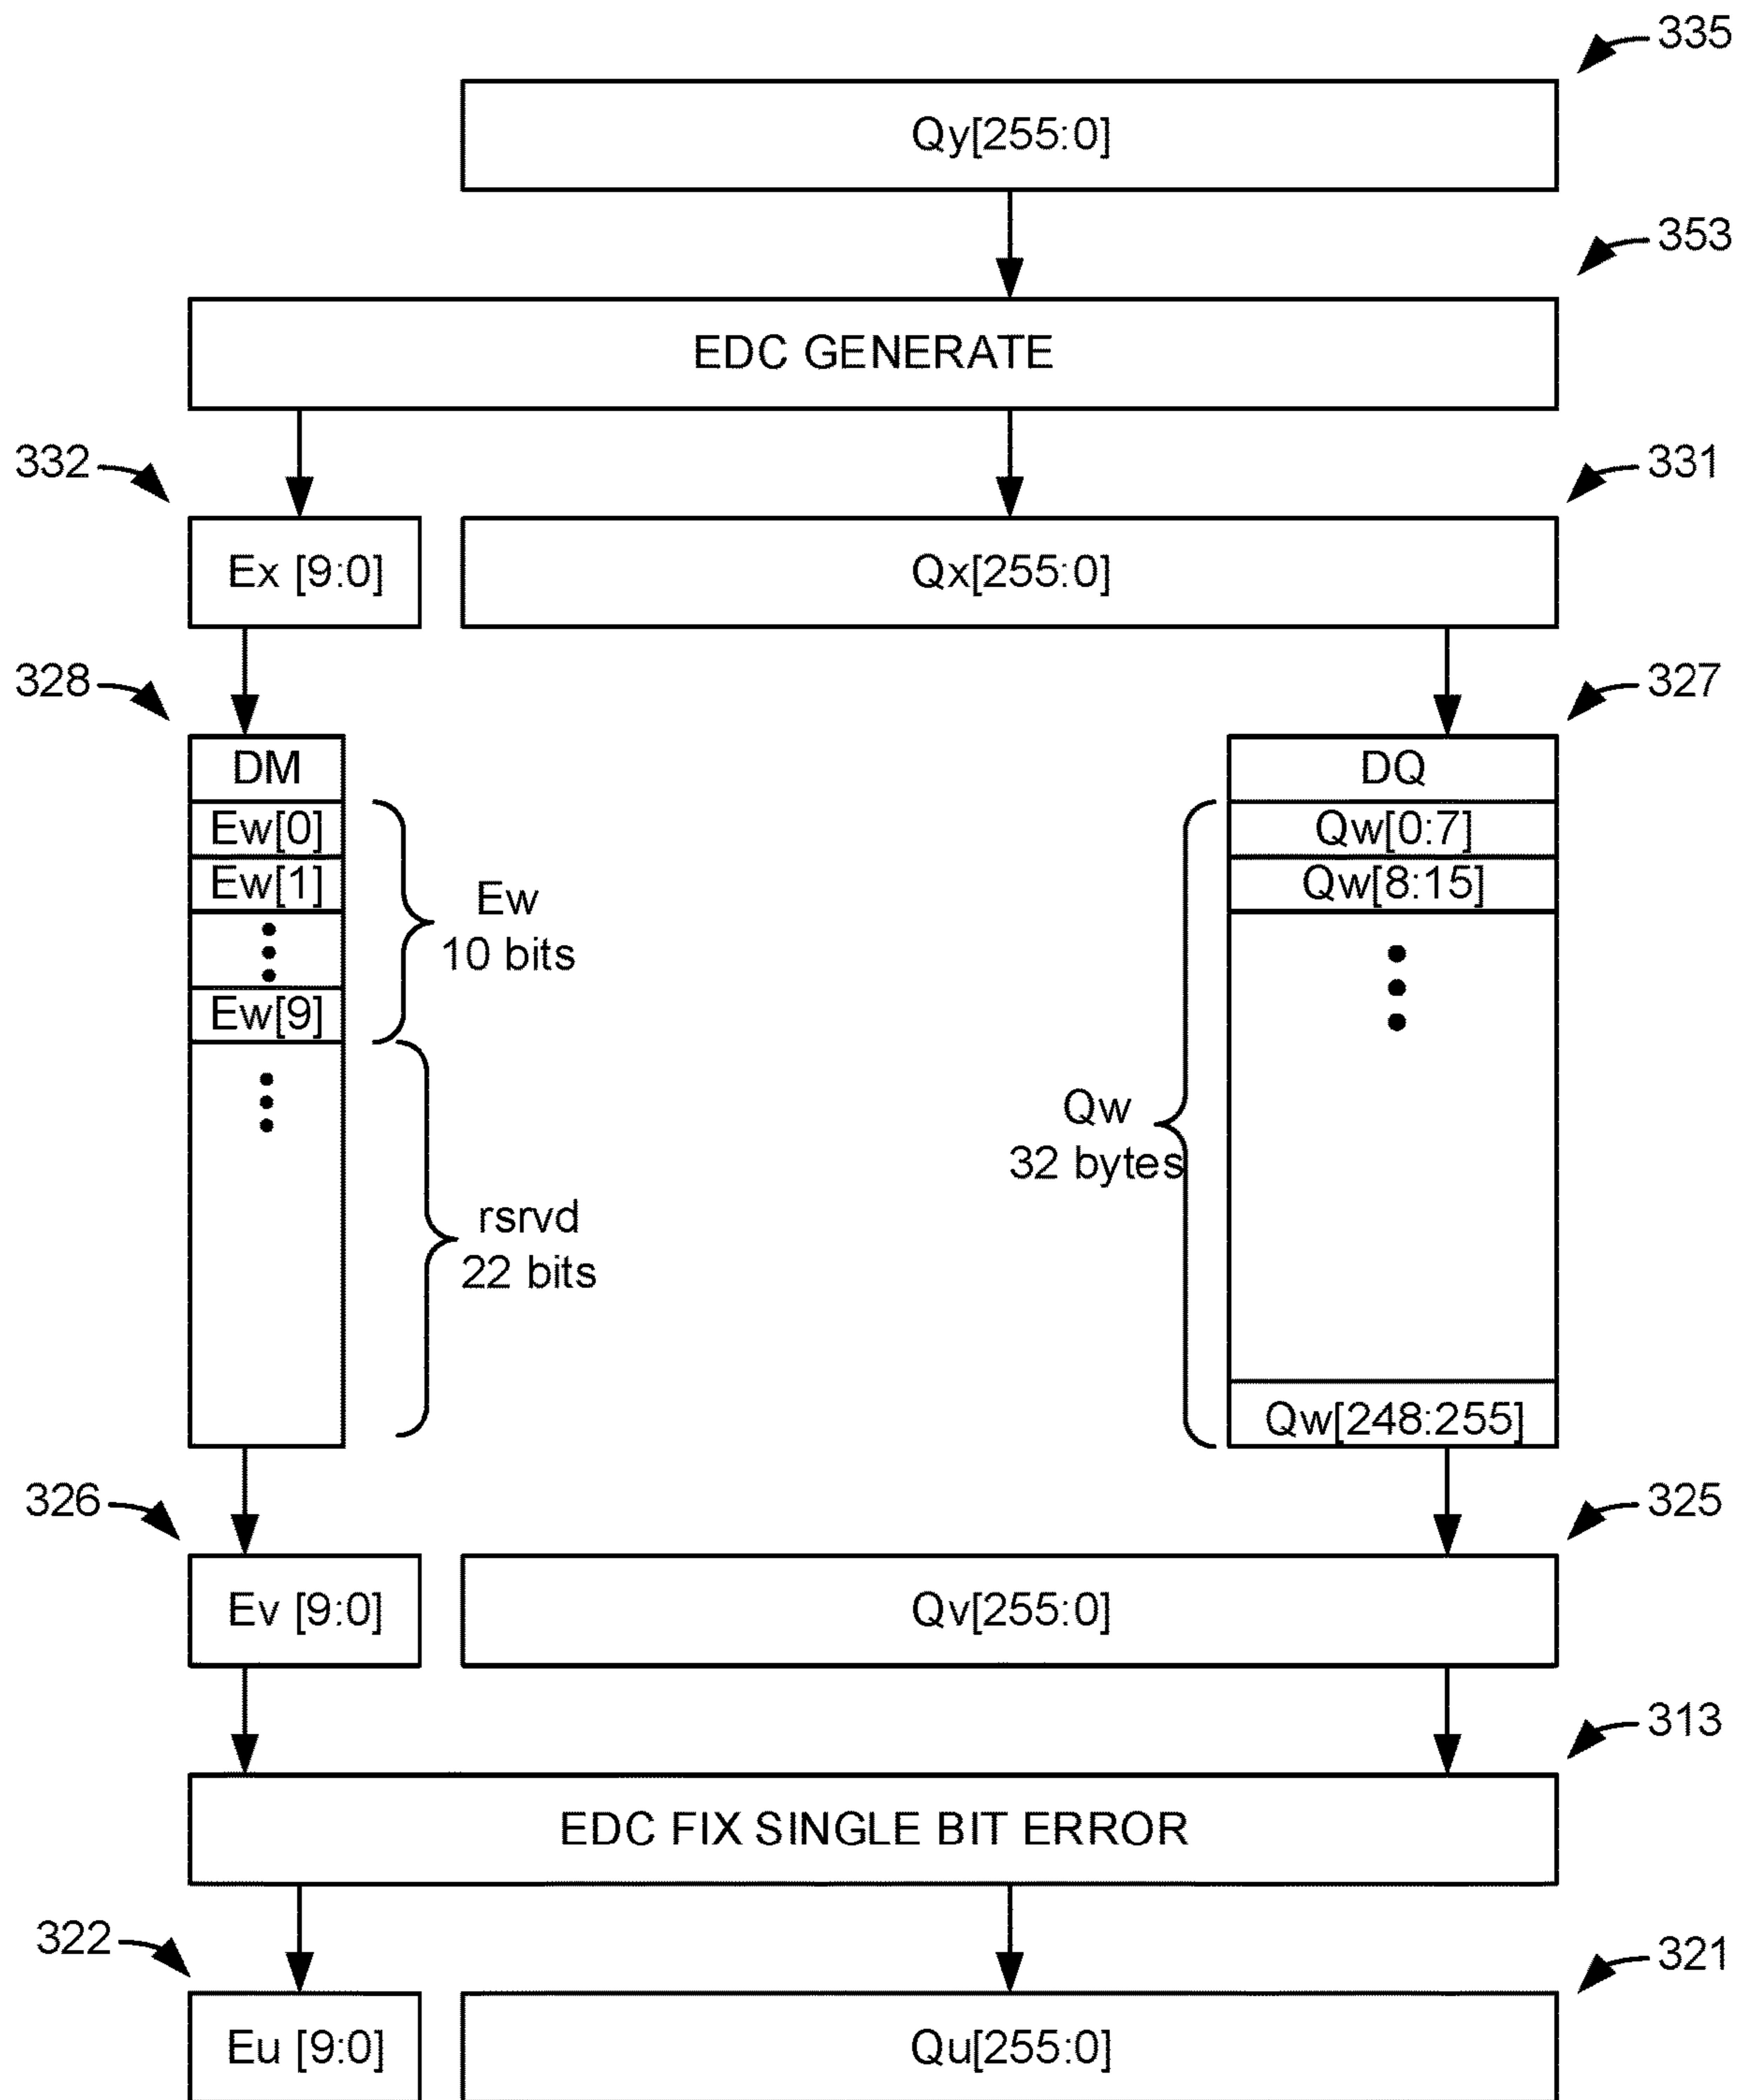 335
Qy[255:0]
353
EDC GENERATE
332
331
Ex [9:0]
Qx[255:0]
328
327
DM
DQ
Ew[0]
Qw[0:7]
Ew[1]
Qw[8:15]
Ew
10 bits
Ew[9]
Qw
32 bytes
rsrvd
22 bits
Qw[248:255]
326
325
Ev [9:0]
Qv[255:0]
313
EDC FIX SINGLE BIT ERROR
322
321
Eu [9:0]
Qu[255:0]